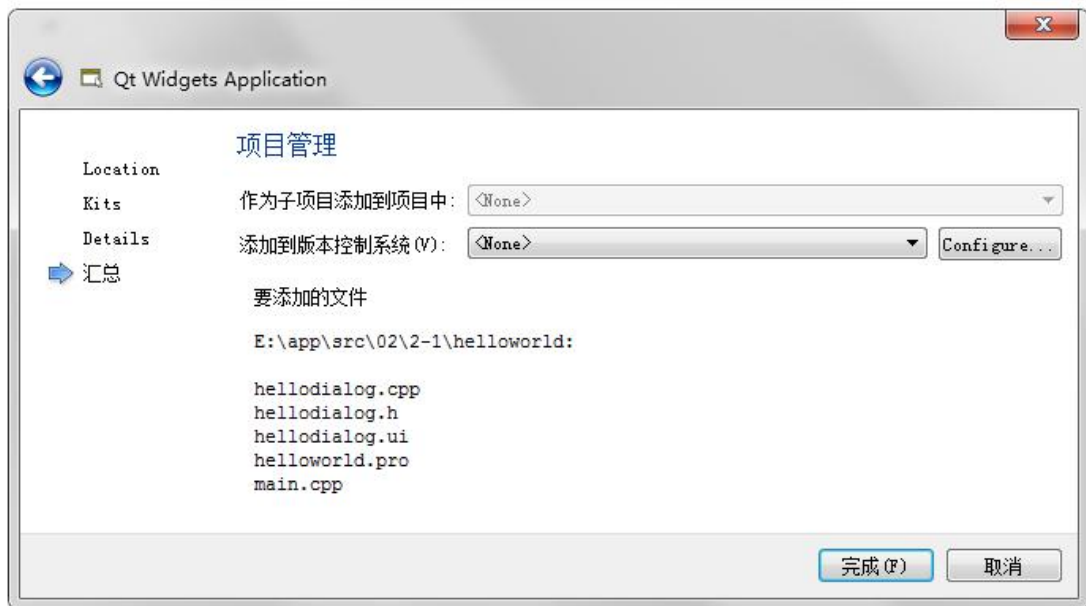 Qt Widgets Application
项目管理
Location
Kits
Details
汇总
作为子项目添加到项目中: <None>
添加到版本控制系统(V): <None> Configure...
要添加的文件
E:\app\src\02\2-1\helloworld:
hellodialog.cpp
hellodialog.h
hellodialog.ui
helloworld.pro
main.cpp
完成(F) 取消